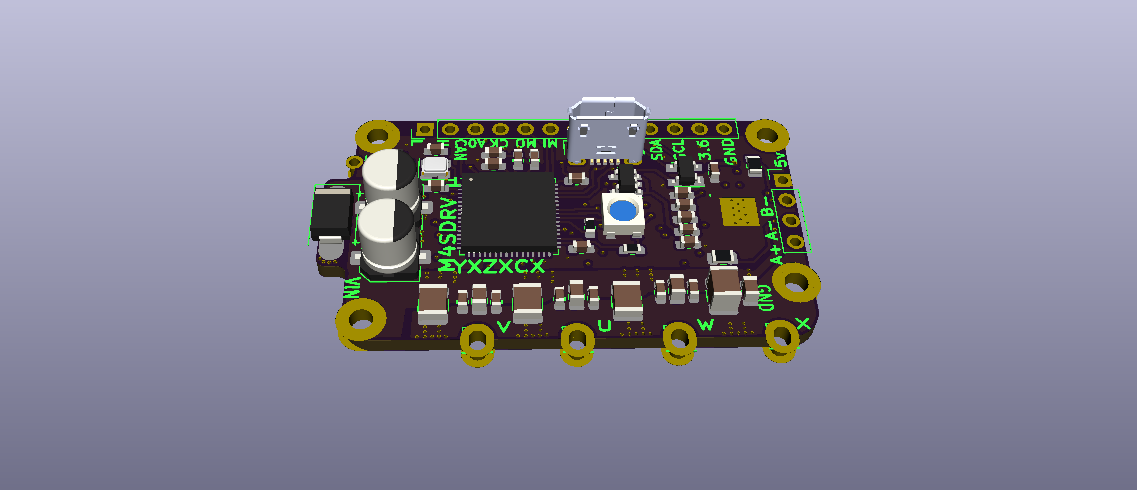 CAN
CK
AO
MO
MI
SDA
SCL
3.6
GND
5v
A+ A- B-
M4SDRV
YXZXCX
VIN
GND
V
U
W
X